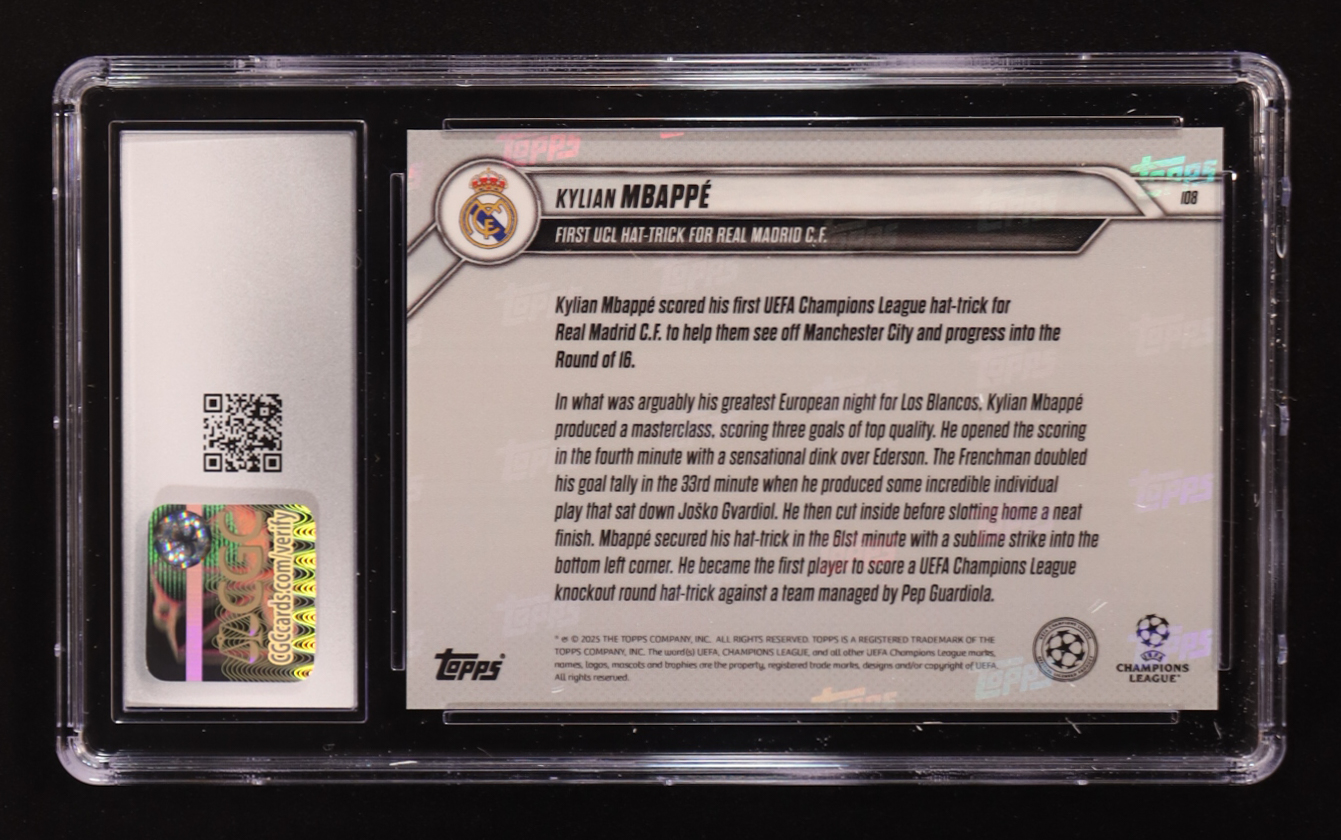 topps
topps
KYLIAN MBAPPÉ
108
FIRST UCL HAT-TRICK FOR REAL MADRID C.F.
Kylian Mbappé scored his first UEFA Champions League hat-trick for
Real Madrid C.F. to help them see off Manchester City and progress into the
Round of 16.
In what was arguably his greatest European night for Los Blancos, Kylian Mbappé
produced a masterclass, scoring three goals of top quality. He opened the scoring
in the fourth minute with a sensational dink over Ederson. The Frenchman doubled
his goal tally in the 33rd minute when he produced some incredible individual
play that sat down Joško Gvardiol. He then cut inside before slotting home a neat
finish. Mbappé secured his hat-trick in the 61st minute with a sublime strike into the
bottom left corner. He became the first player to score a UEFA Champions League
knockout round hat-trick against a team managed by Pep Guardiola.
* ® © 2025 THE TOPPS COMPANY, INC. ALL RIGHTS RESERVED. TOPPS IS A REGISTERED TRADEMARK OF THE
TOPPS COMPANY, INC. The word(s) UEFA, CHAMPIONS LEAGUE, and all other UEFA Champions League marks,
names, logos, mascots and trophies are the property, registered trade marks, designs and/or copyright of UEFA.
All rights reserved.
topps®
UEFA
CHAMPIONS
LEAGUE™
CGC
CGCcards.com/verify